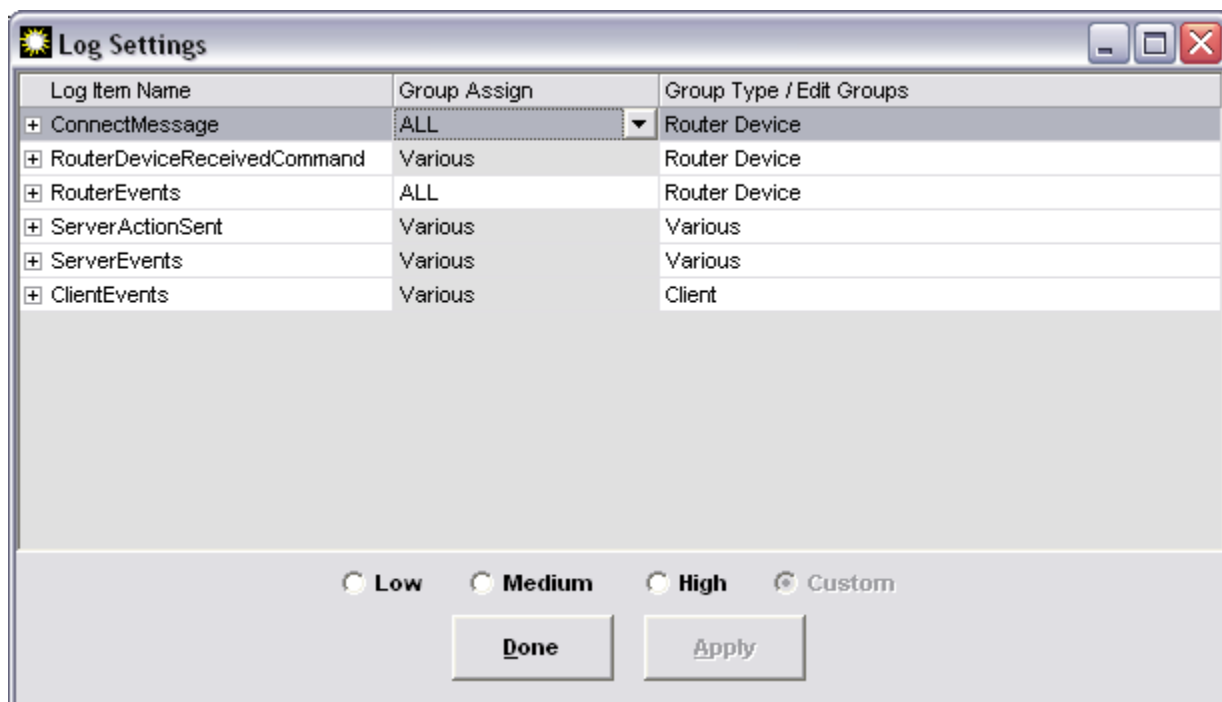 Log Settings
Log Item Name Group Assign Group Type / Edit Groups
ConnectMessage ALL Router Device
RouterDeviceReceivedCommand Various Router Device
RouterEvents ALL Router Device
ServerActionSent Various Various
ServerEvents Various Various
ClientEvents Various Client
Low Medium High Custom
Done Apply